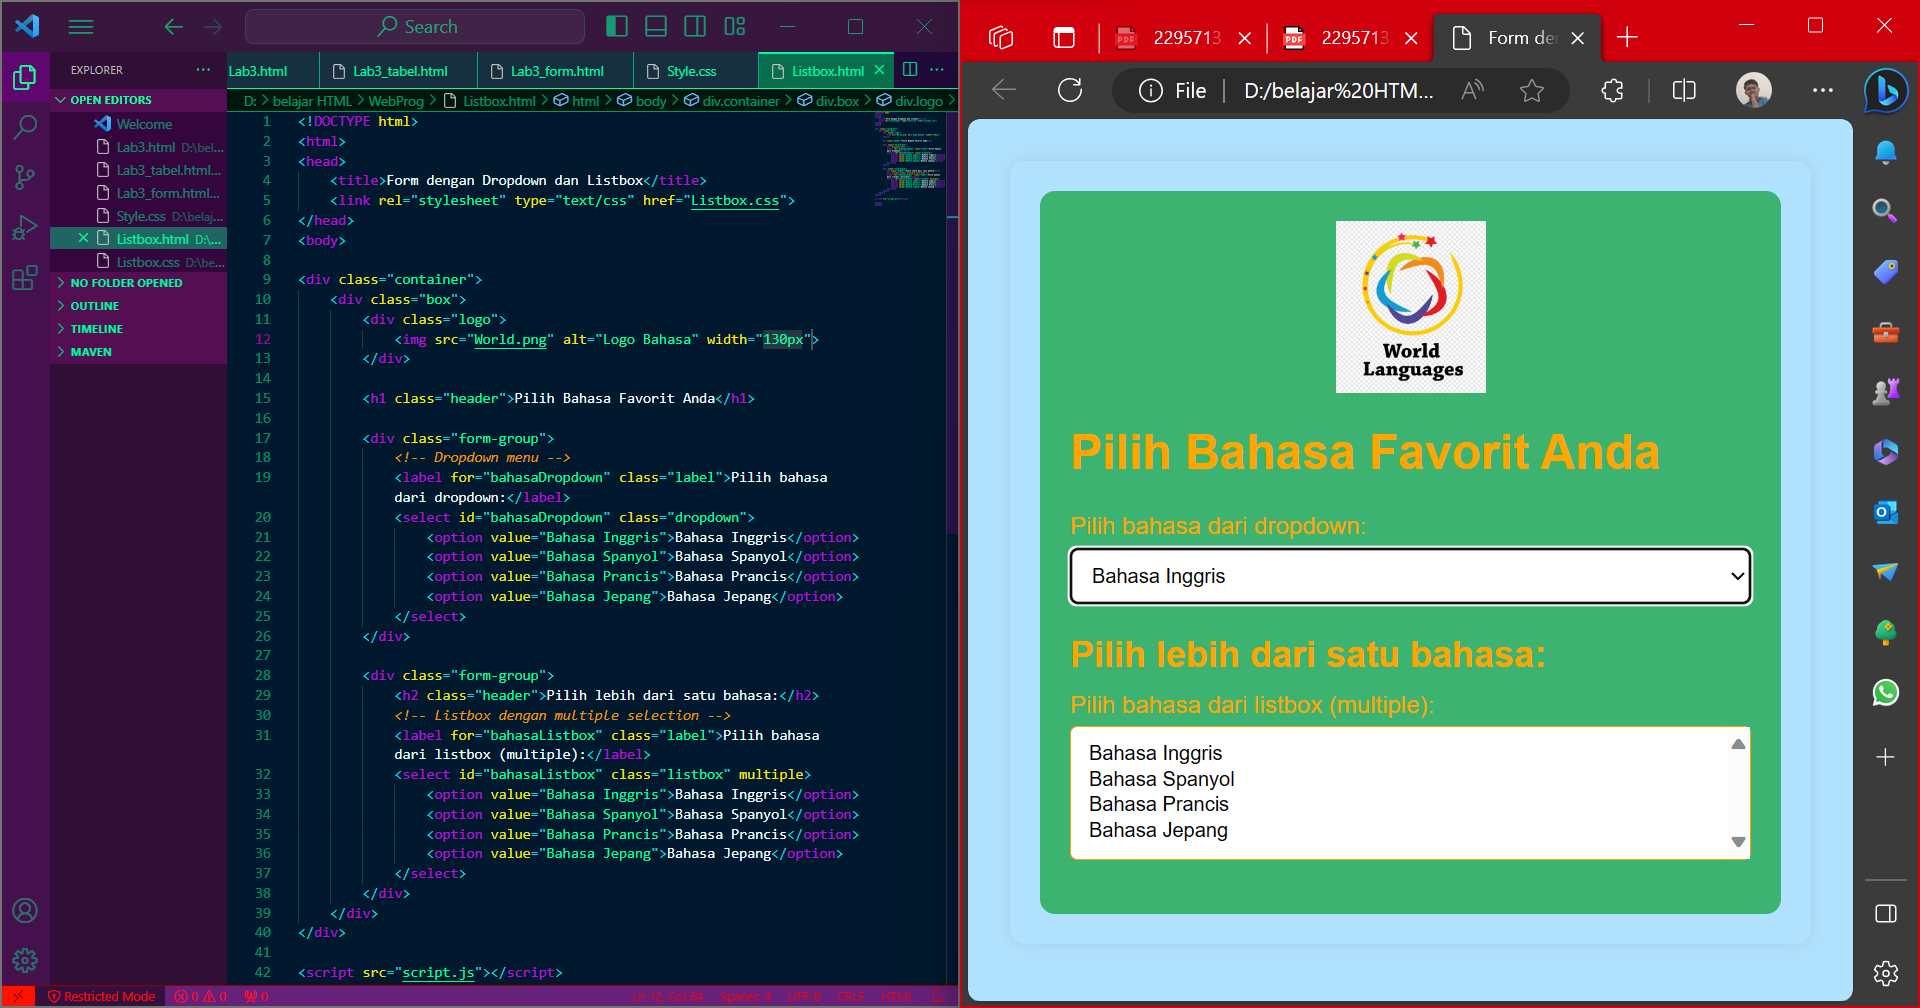 Search
EXPLORER
OPEN EDITORS
Welcome
Lab3.html D:\bel...
Lab3_tabel.html...
Lab3_form.html...
Style.css D:\belaj...
Listbox.html D:\...
Listbox.css D:\be...
NO FOLDER OPENED
OUTLINE
TIMELINE
MAVEN
Lab3.html Lab3_tabel.html Lab3_form.html Style.css Listbox.html
D: > belajar HTML > WebProg > Listbox.html > html > body > div.container > div.box > div.logo >
1 <!DOCTYPE html>
2 <html>
3 <head>
4 <title>Form dengan Dropdown dan Listbox</title>
5 <link rel="stylesheet" type="text/css" href="Listbox.css">
6 </head>
7 <body>
8
9 <div class="container">
10 <div class="box">
11 <div class="logo">
12 <img src="World.png" alt="Logo Bahasa" width="130px">
13 </div>
14
15 <h1 class="header">Pilih Bahasa Favorit Anda</h1>
16
17 <div class="form-group">
18 <!-- Dropdown menu -->
19 <label for="bahasaDropdown" class="label">Pilih bahasa
dari dropdown:</label>
20 <select id="bahasaDropdown" class="dropdown">
21 <option value="Bahasa Inggris">Bahasa Inggris</option>
22 <option value="Bahasa Spanyol">Bahasa Spanyol</option>
23 <option value="Bahasa Prancis">Bahasa Prancis</option>
24 <option value="Bahasa Jepang">Bahasa Jepang</option>
25 </select>
26 </div>
27
28 <div class="form-group">
29 <h2 class="header">Pilih lebih dari satu bahasa:</h2>
30 <!-- Listbox dengan multiple selection -->
31 <label for="bahasaListbox" class="label">Pilih bahasa
dari listbox (multiple):</label>
32 <select id="bahasaListbox" class="listbox" multiple>
33 <option value="Bahasa Inggris">Bahasa Inggris</option>
34 <option value="Bahasa Spanyol">Bahasa Spanyol</option>
35 <option value="Bahasa Prancis">Bahasa Prancis</option>
36 <option value="Bahasa Jepang">Bahasa Jepang</option>
37 </select>
38 </div>
39 </div>
40 </div>
41
42 <script src="script.js"></script>
Restricted Mode 0 0 0 Ln 12, Col 64 Spaces: 4 UTF-8 CRLF HTML
2295713 2295713 Form de
File D:/belajar%20HTM...
World
Languages
Pilih Bahasa Favorit Anda
Pilih bahasa dari dropdown:
Bahasa Inggris
Pilih lebih dari satu bahasa:
Pilih bahasa dari listbox (multiple):
Bahasa Inggris
Bahasa Spanyol
Bahasa Prancis
Bahasa Jepang